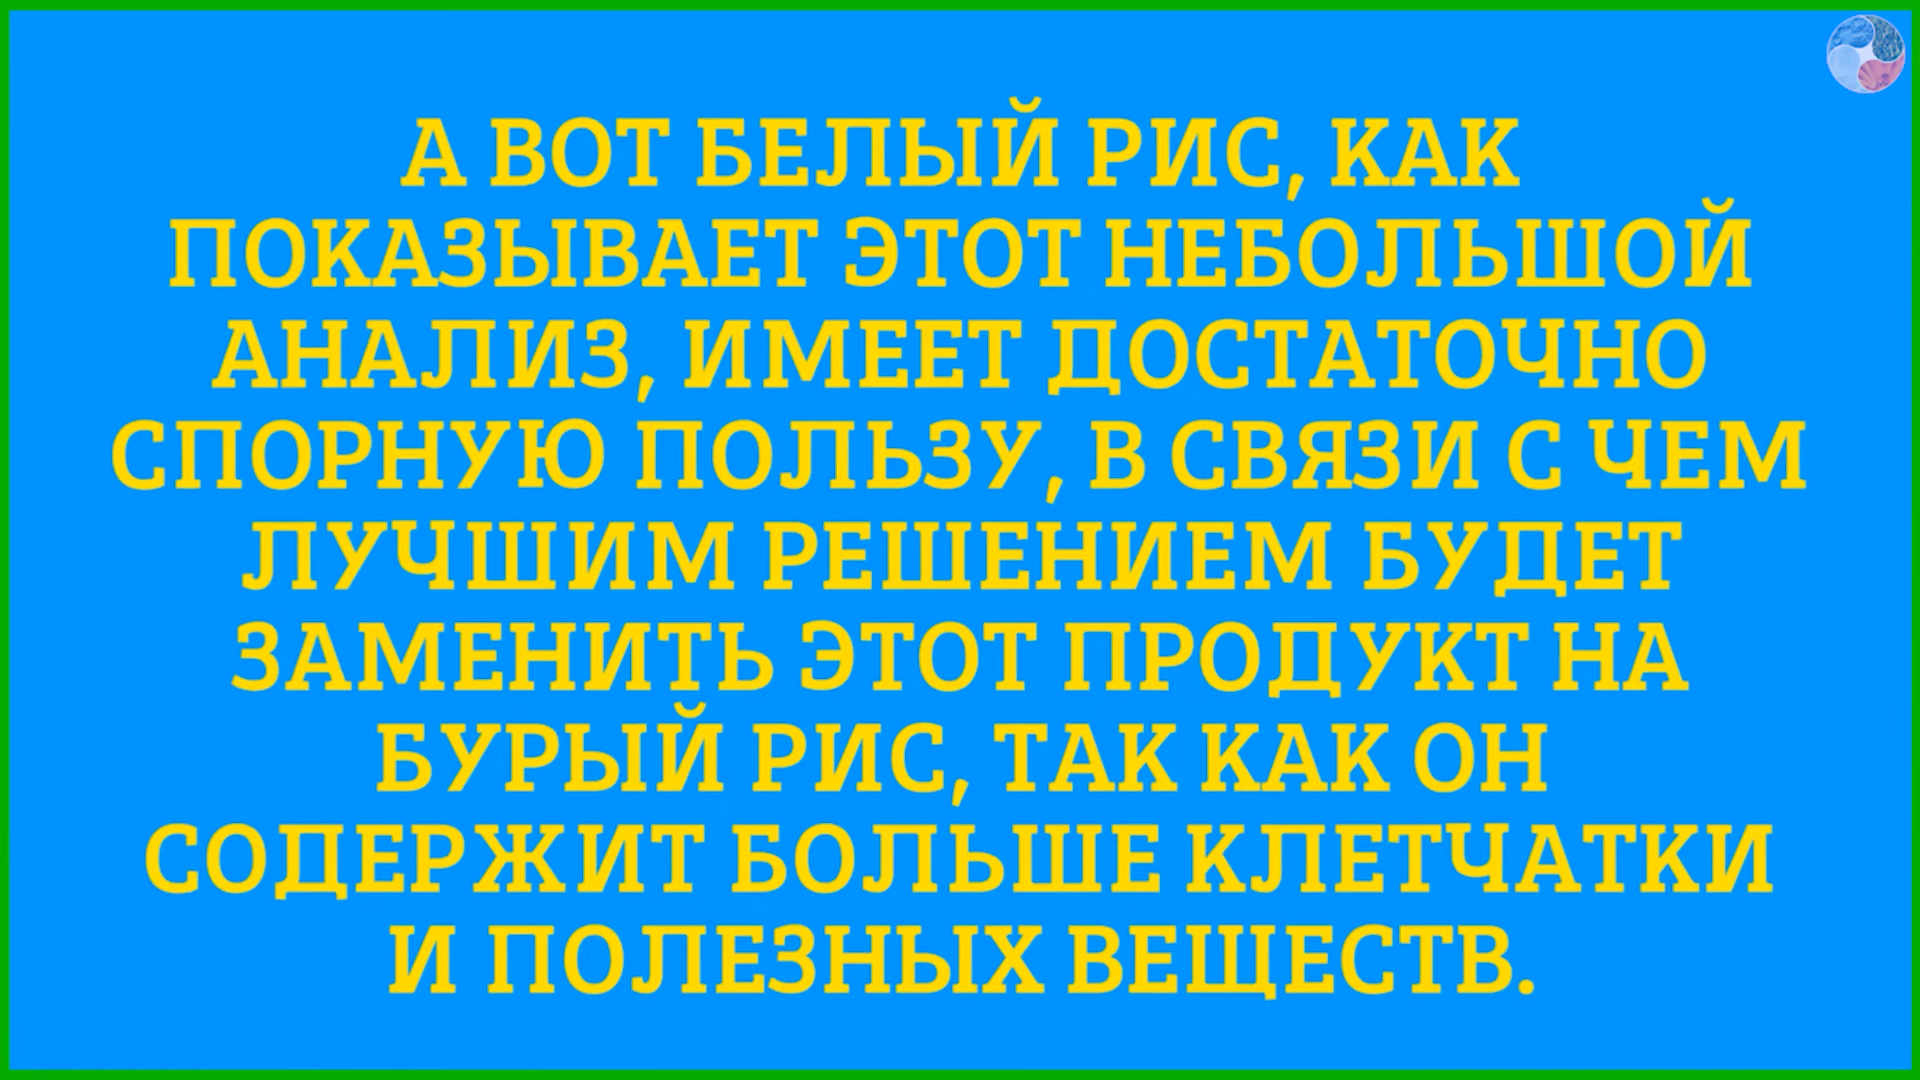 А ВОТ БЕЛЫЙ РИС, КАК
ПОКАЗЫВАЕТ ЭТОТ НЕБОЛЬШОЙ
АНАЛИЗ, ИМЕЕТ ДОСТАТОЧНО
СПОРНУЮ ПОЛЬЗУ, В СВЯЗИ С ЧЕМ
ЛУЧШИМ РЕШЕНИЕМ БУДЕТ
ЗАМЕНИТЬ ЭТОТ ПРОДУКТ НА
БУРЫЙ РИС, ТАК КАК ОН
СОДЕРЖИТ БОЛЬШЕ КЛЕТЧАТКИ
И ПОЛЕЗНЫХ ВЕЩЕСТВ.